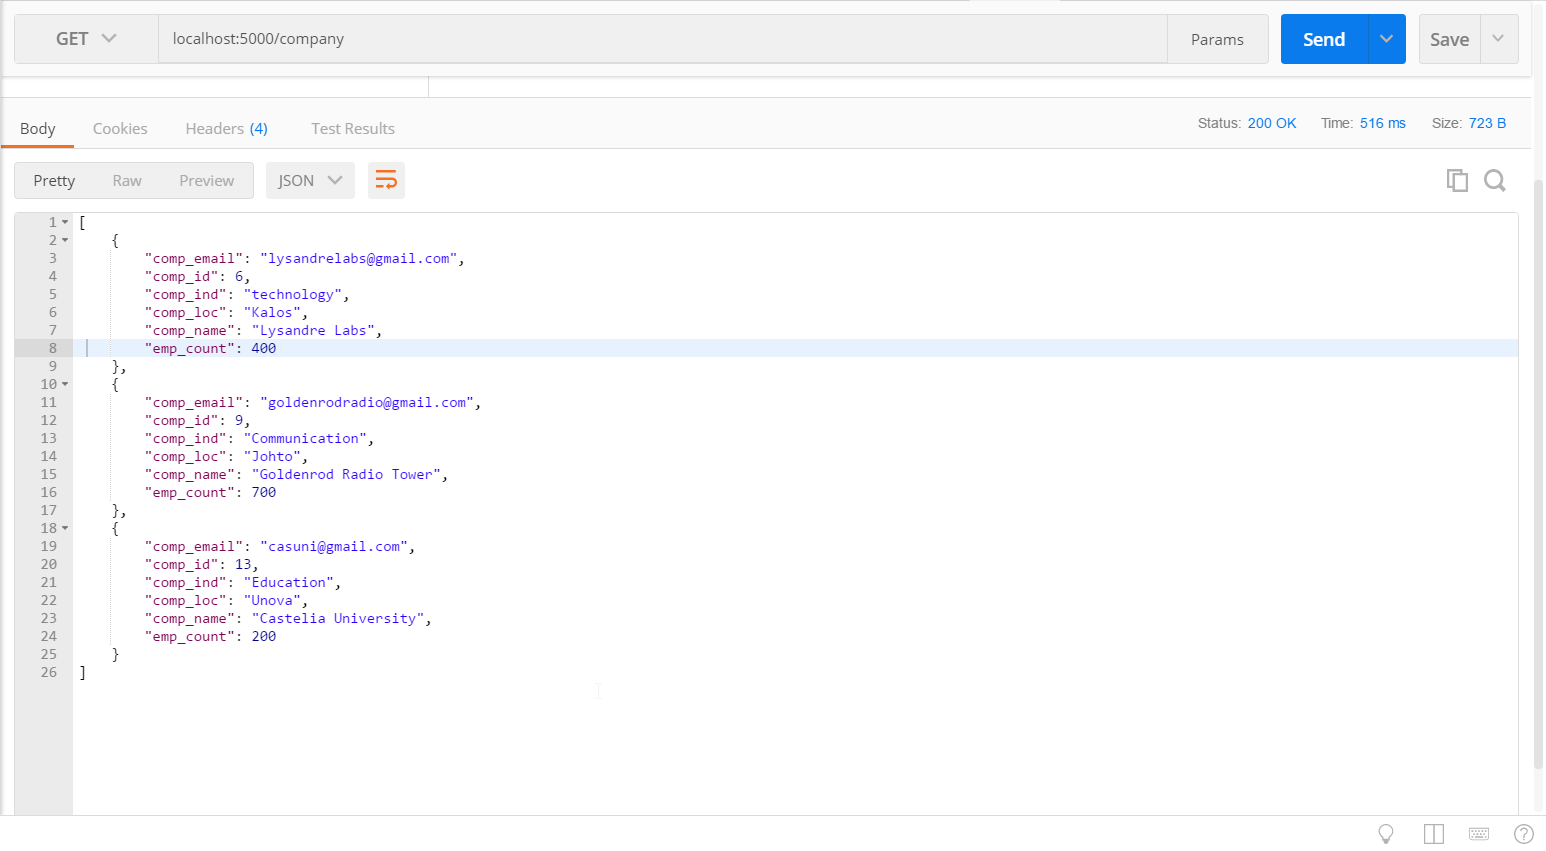 GET localhost:5000/company Params Send Save
Body Cookies Headers (4) Test Results Status: 200 OK Time: 516 ms Size: 723 B
Pretty Raw Preview JSON
1 [
2 {
3 "comp_email": "lysandrelabs@gmail.com",
4 "comp_id": 6,
5 "comp_ind": "technology",
6 "comp_loc": "Kalos",
7 "comp_name": "Lysandre Labs",
8 "emp_count": 400
9 },
10 {
11 "comp_email": "goldenrodradio@gmail.com",
12 "comp_id": 9,
13 "comp_ind": "Communication",
14 "comp_loc": "Johto",
15 "comp_name": "Goldenrod Radio Tower",
16 "emp_count": 700
17 },
18 {
19 "comp_email": "casuni@gmail.com",
20 "comp_id": 13,
21 "comp_ind": "Education",
22 "comp_loc": "Unova",
23 "comp_name": "Castelia University",
24 "emp_count": 200
25 }
26 ]